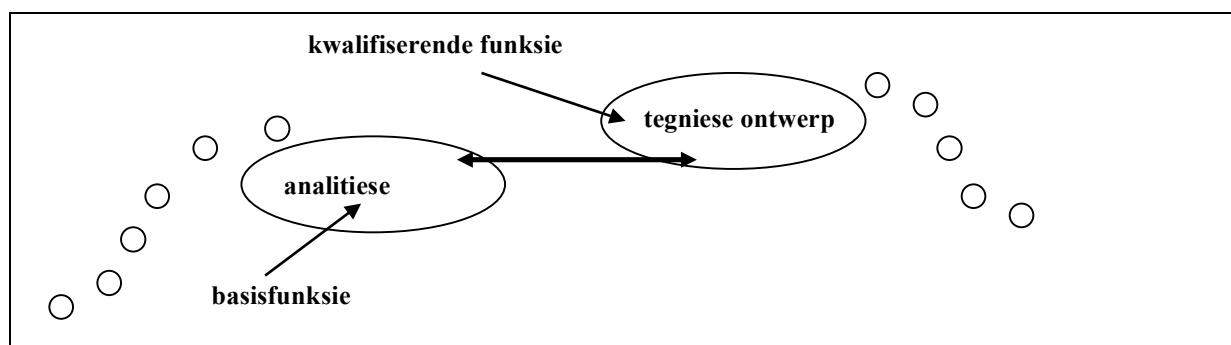 kwalifiserende funksie
tegniese ontwerp
analitiese
basisfunksie